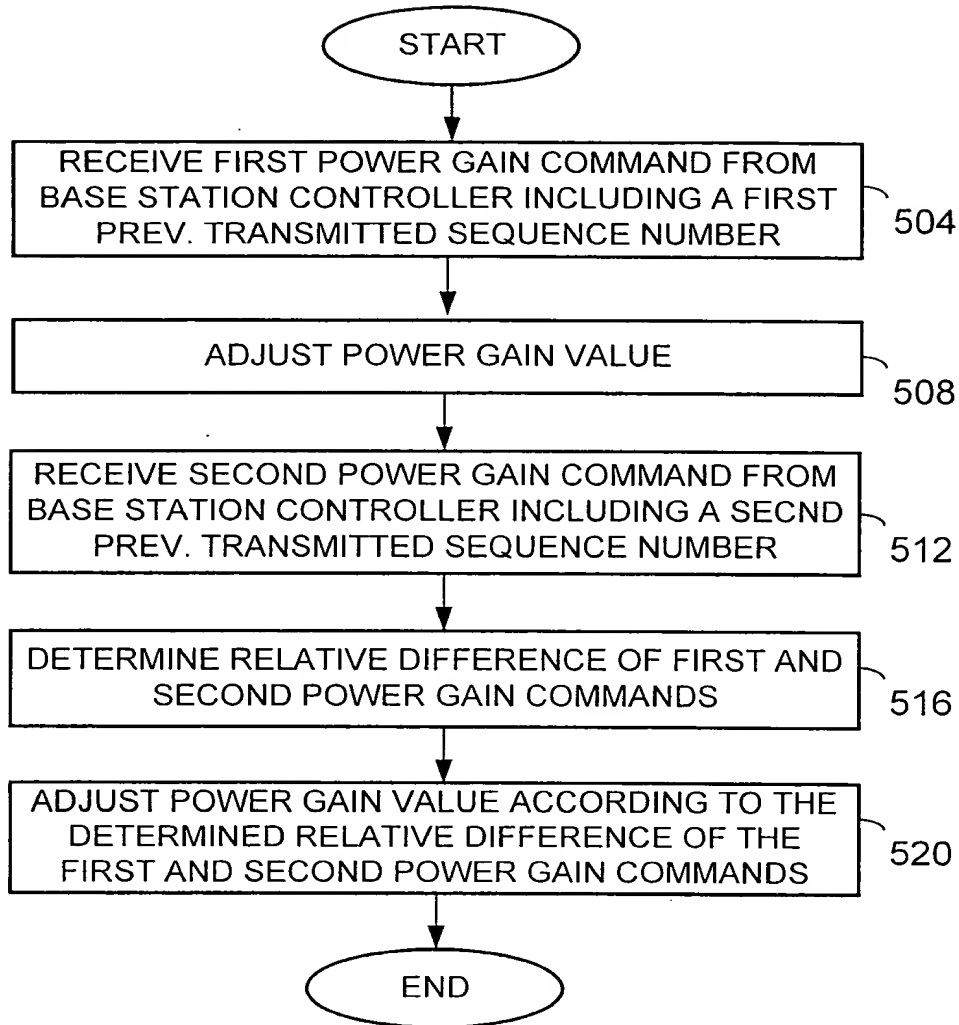 START
RECEIVE FIRST POWER GAIN COMMAND FROM
BASE STATION CONTROLLER INCLUDING A FIRST
PREV. TRANSMITTED SEQUENCE NUMBER
504
ADJUST POWER GAIN VALUE
508
RECEIVE SECOND POWER GAIN COMMAND FROM
BASE STATION CONTROLLER INCLUDING A SECND
PREV. TRANSMITTED SEQUENCE NUMBER
512
DETERMINE RELATIVE DIFFERENCE OF FIRST AND
SECOND POWER GAIN COMMANDS
516
ADJUST POWER GAIN VALUE ACCORDING TO THE
DETERMINED RELATIVE DIFFERENCE OF THE
FIRST AND SECOND POWER GAIN COMMANDS
520
END